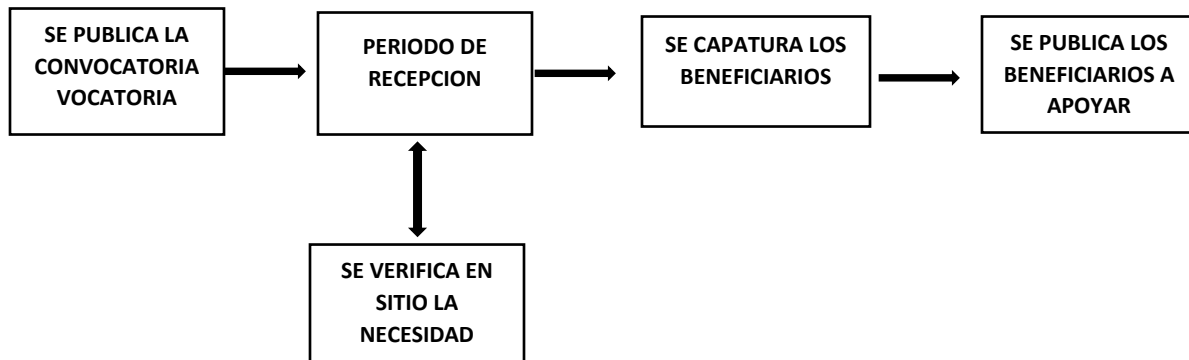 SE PUBLICA LA
CONVOCATORIA
VOCATORIA
PERIODO DE
RECEPCION
SE CAPATURA LOS
BENEFICIARIOS
SE PUBLICA LOS
BENEFICIARIOS A
APOYAR
SE VERIFICA EN
SITIO LA
NECESIDAD